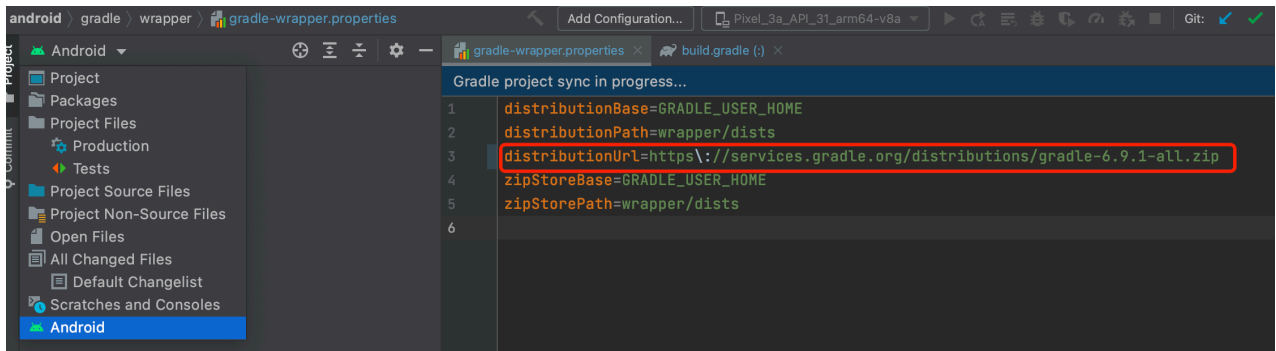 android 〉 gradle 〉 wrapper 〉 gradle-wrapper.properties
Add Configuration...
Pixel_3a_API_31_arm64-v8a
Git:
Project
Commit
Android
gradle-wrapper.properties
build.gradle (:)
Project
Packages
Project Files
Production
Tests
Project Source Files
Project Non-Source Files
Open Files
All Changed Files
Default Changelist
Scratches and Consoles
Android
Gradle project sync in progress...
1 distributionBase=GRADLE_USER_HOME
2 distributionPath=wrapper/dists
3 distributionUrl=https\://services.gradle.org/distributions/gradle-6.9.1-all.zip
4 zipStoreBase=GRADLE_USER_HOME
5 zipStorePath=wrapper/dists
6